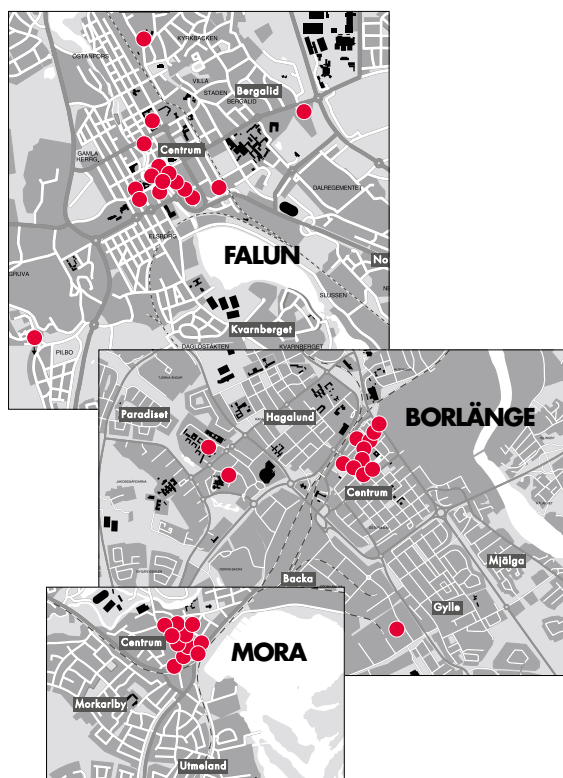 KYRKBACKEN
ÖSTANFORS
VILLA
STADEN
Bergalid
BERGALID
Centrum
GAMLA
HERRG,
DALREGEMENTET
ELSBORG
FALUN
No
GRUVA
SLUSSEN
Kvarnberget
PILBO
DAGLÖSTÄKTEN
KVARNBERGET
Paradiset
Hagalund
BORLÄNGE
Centrum
Mjälga
Backa
Gylle
Centrum
MORA
Morkarlby
Utmeland